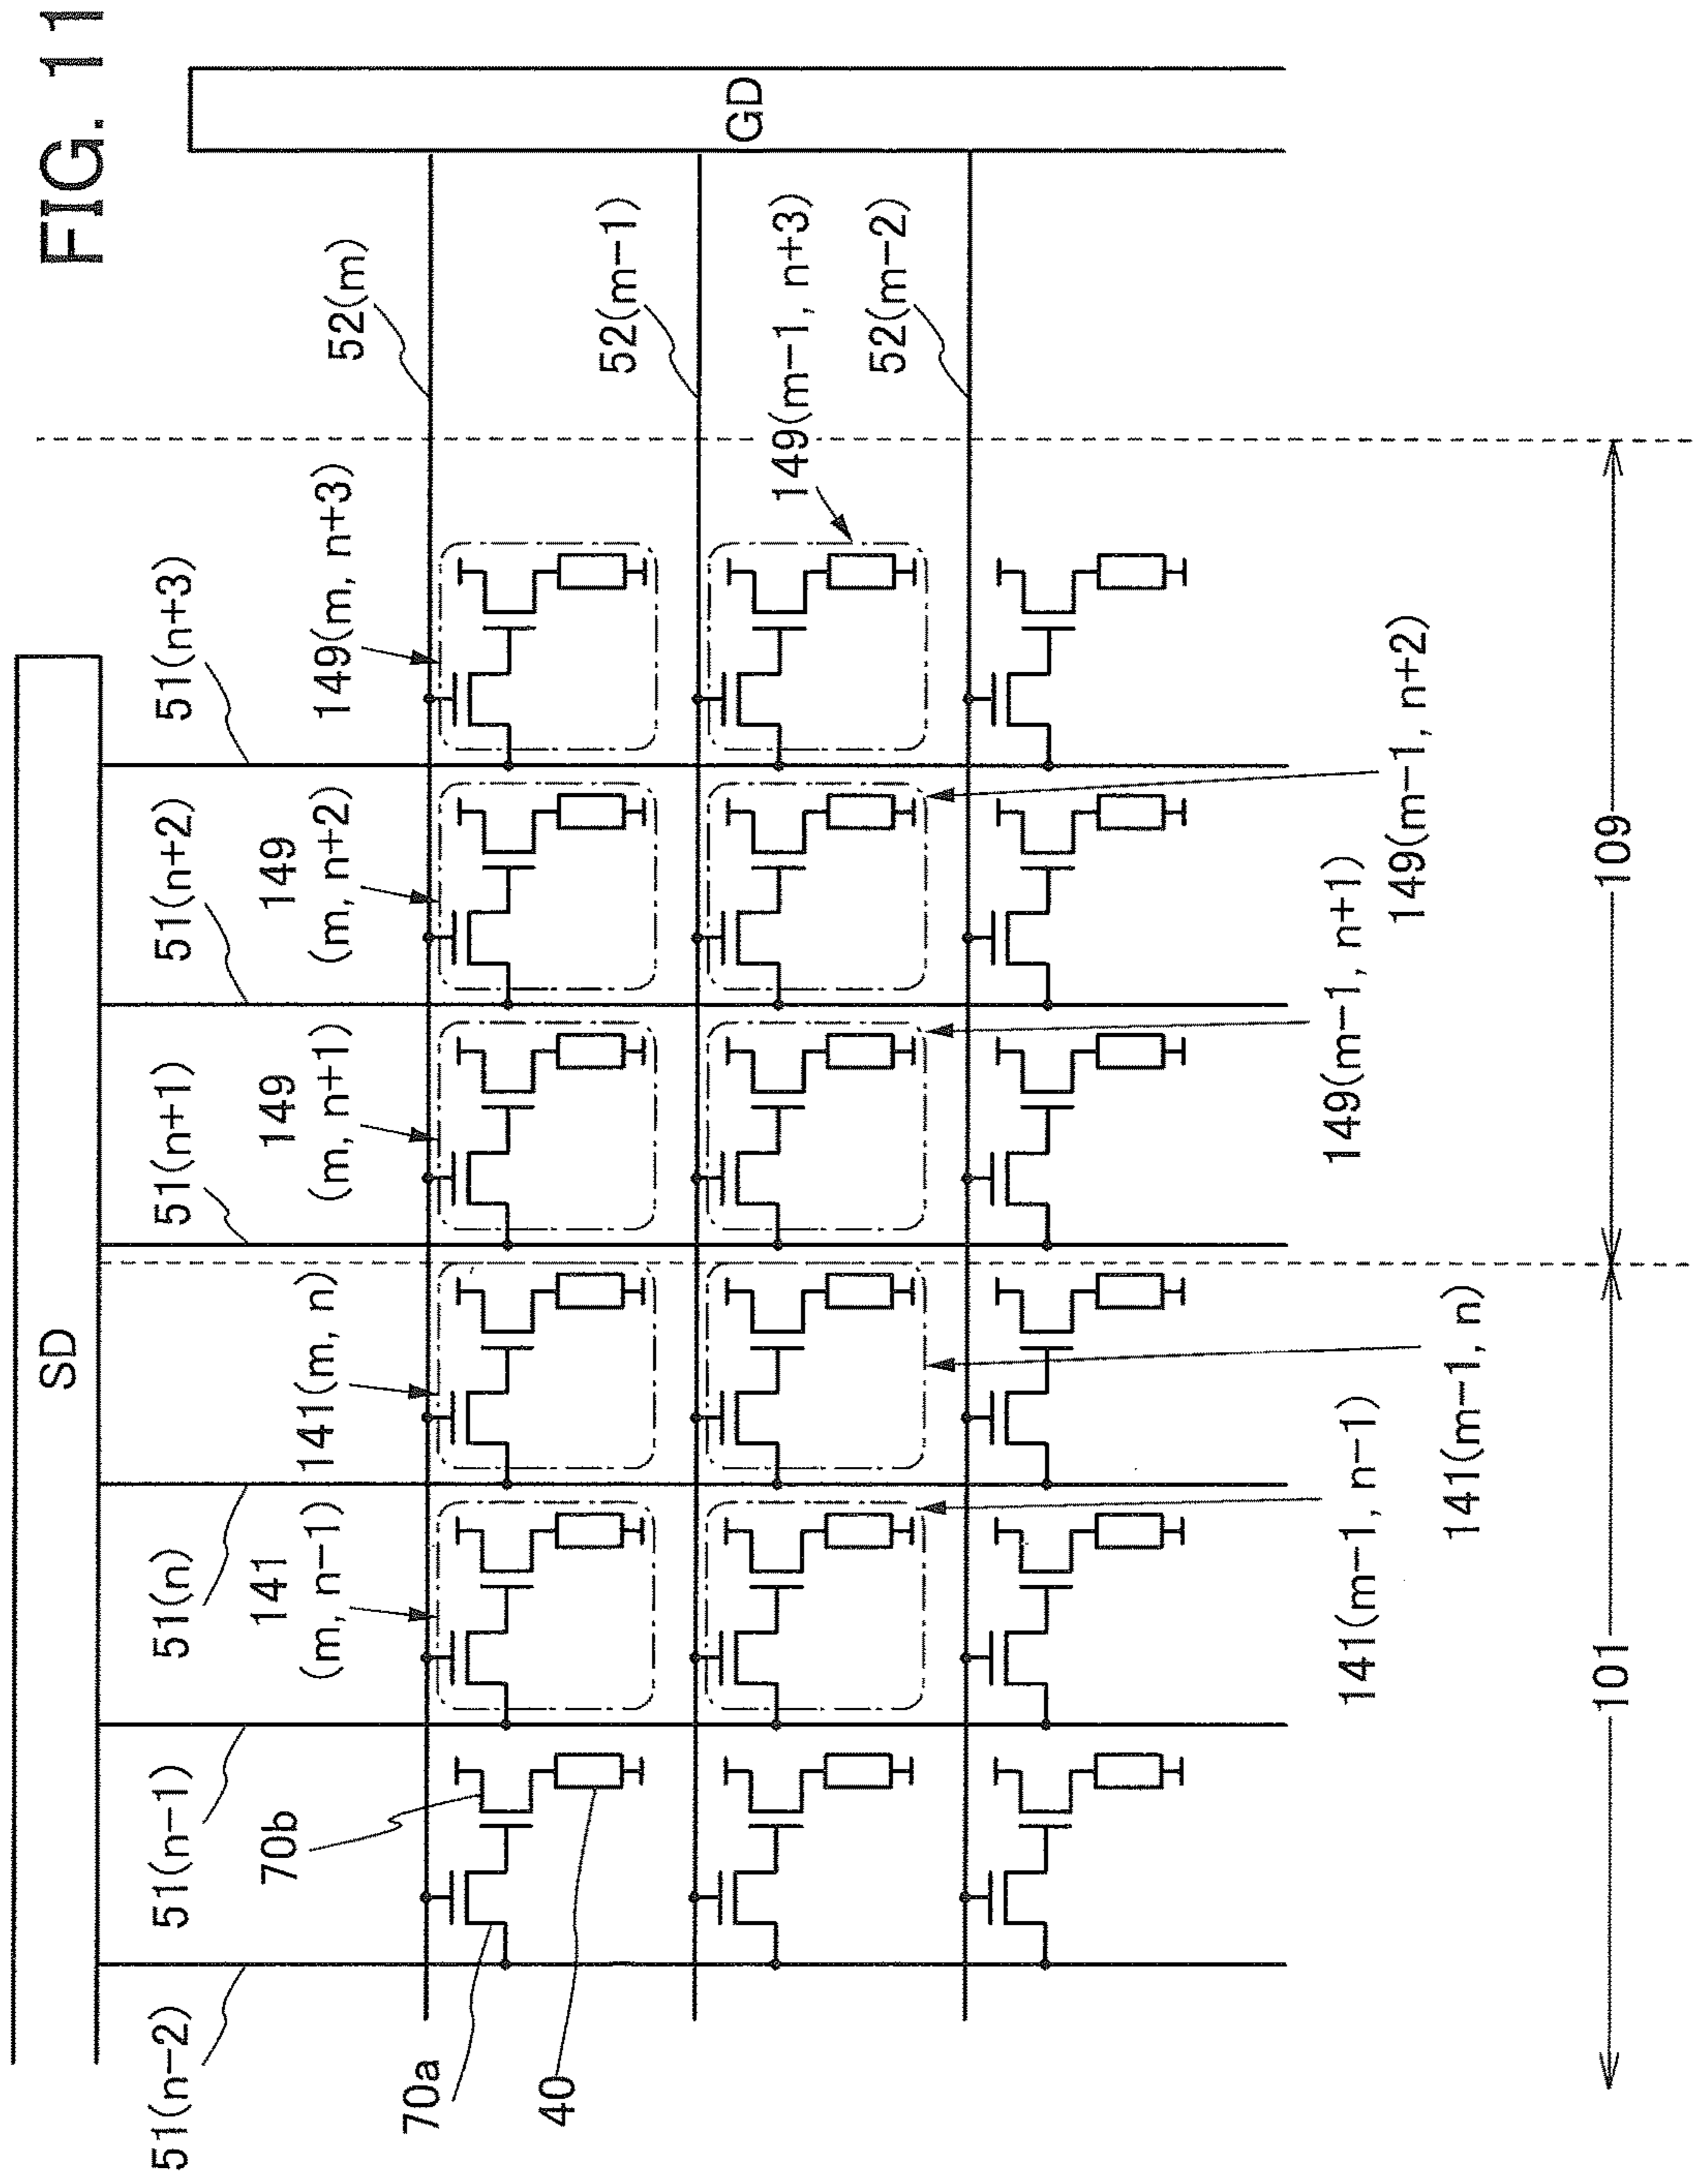 FIG. 11
SD
51(n−2)
51(n−1)
51(n)
51(n+1)
51(n+2)
51(n+3)
70b
141
(m, n−1)
141(m, n)
149
(m, n+1)
149
(m, n+2)
149(m, n+3)
52(m)
70a
40
52(m−1)
GD
149(m−1, n+3)
52(m−2)
141(m−1, n−1)
149(m−1, n+1)
149(m−1, n+2)
141(m−1, n)
101
109